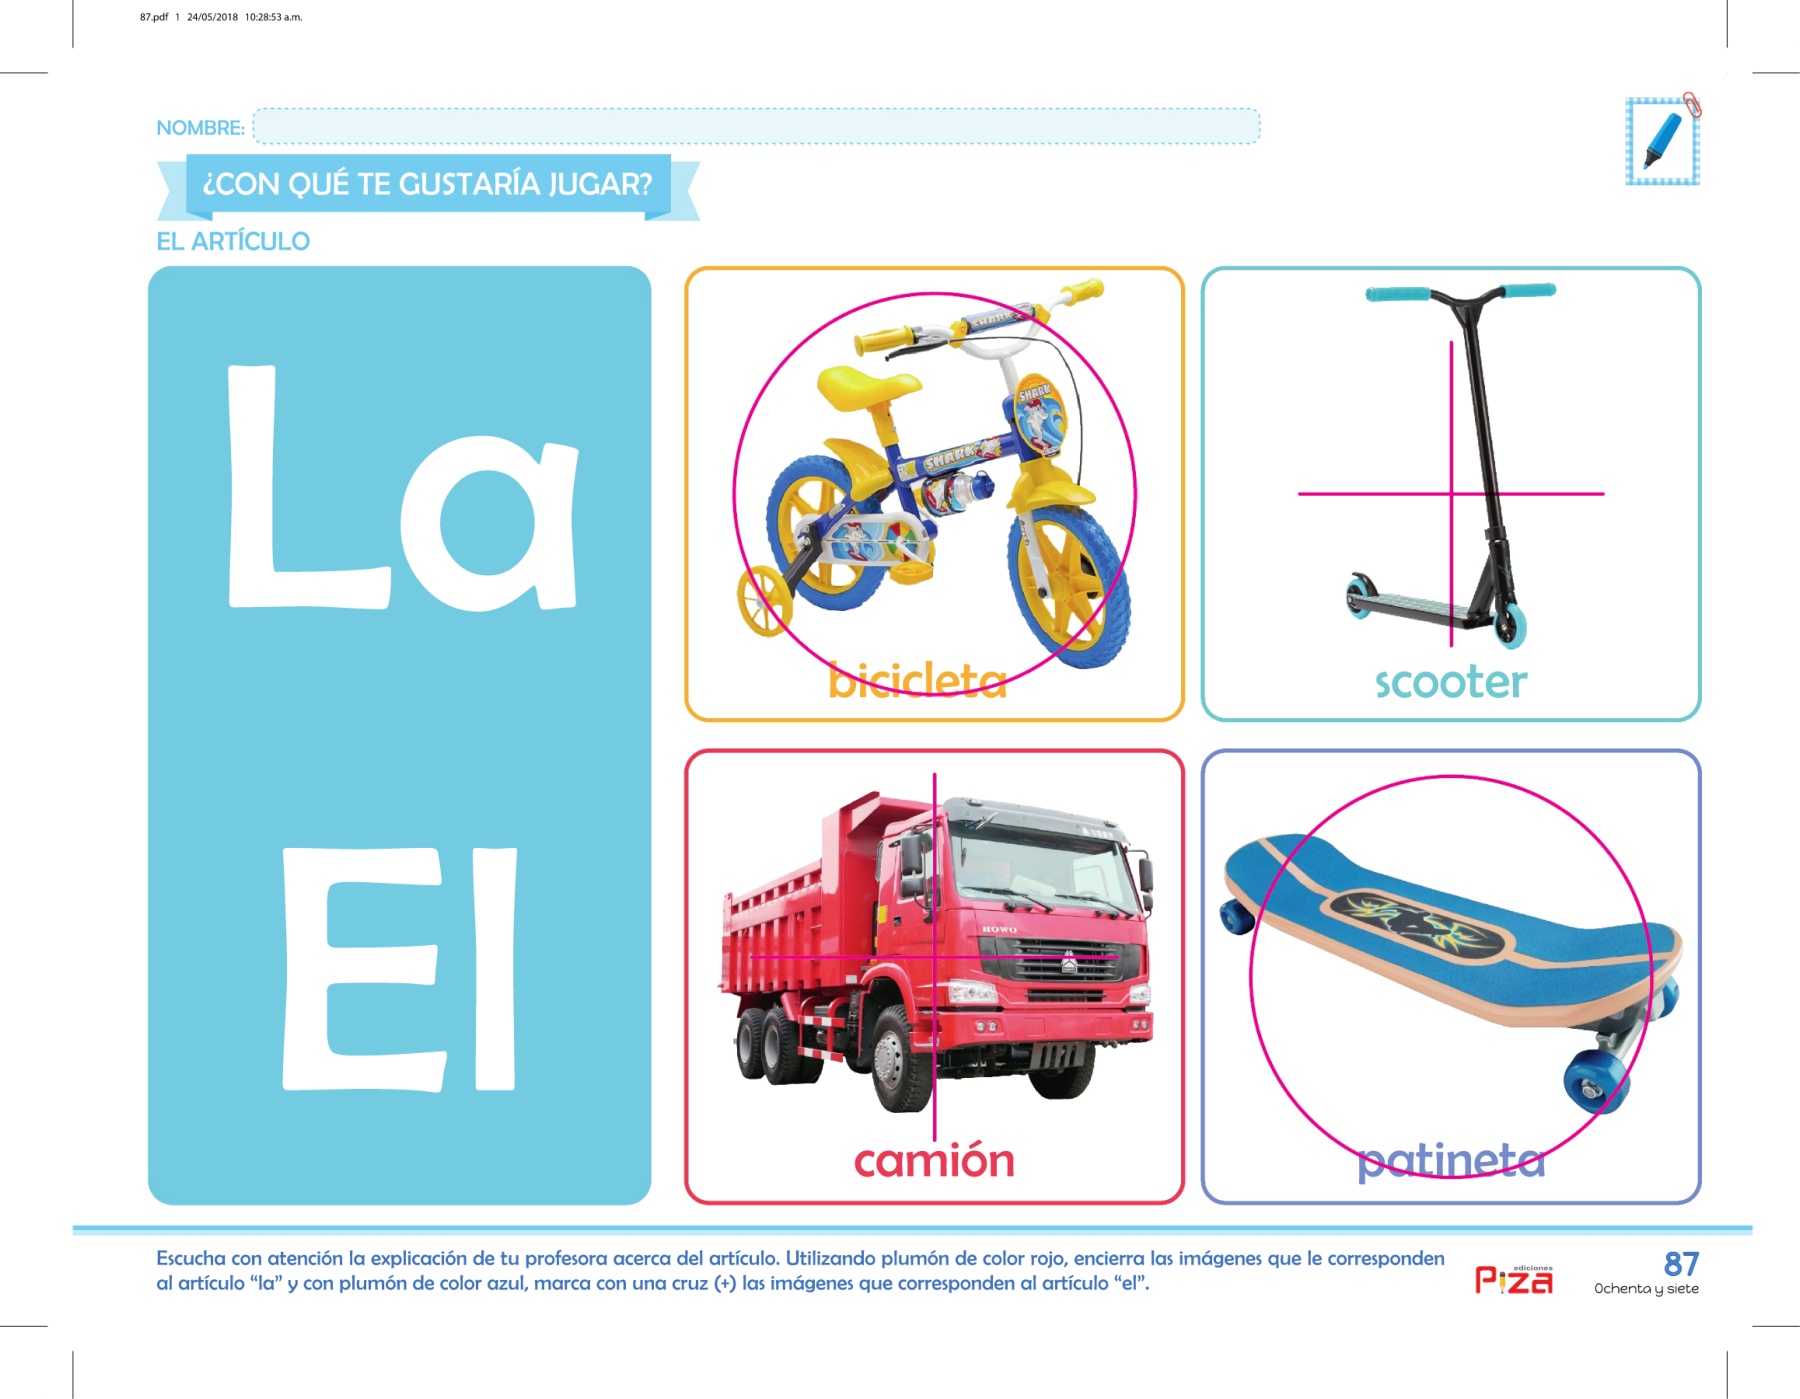 87.pdf 1 24/05/2018 10:28:53 a.m.
NOMBRE:
¿CON QUÉ TE GUSTARÍA JUGAR?
EL ARTÍCULO
La
El
SHARK
SHARK
SHARK
bicicleta
scooter
HOWO
camión
patineta
Escucha con atención la explicación de tu profesora acerca del artículo. Utilizando plumón de color rojo, encierra las imágenes que le corresponden
al artículo “la” y con plumón de color azul, marca con una cruz (+) las imágenes que corresponden al artículo “el”.
ediciones
Piza
87
Ochenta y siete